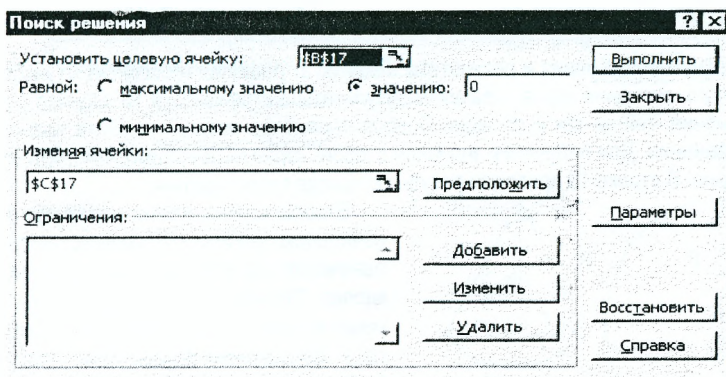 Поиск решения ? ×
Установить целевую ячейку: $B$17 Выполнить
Равной: максимальному значению значению: 0 Закрыть
минимальному значению
Изменяя ячейки:
$C$17 Предположить
Параметры
Ограничения:
Добавить
Изменить
Восстановить
Удалить
Справка